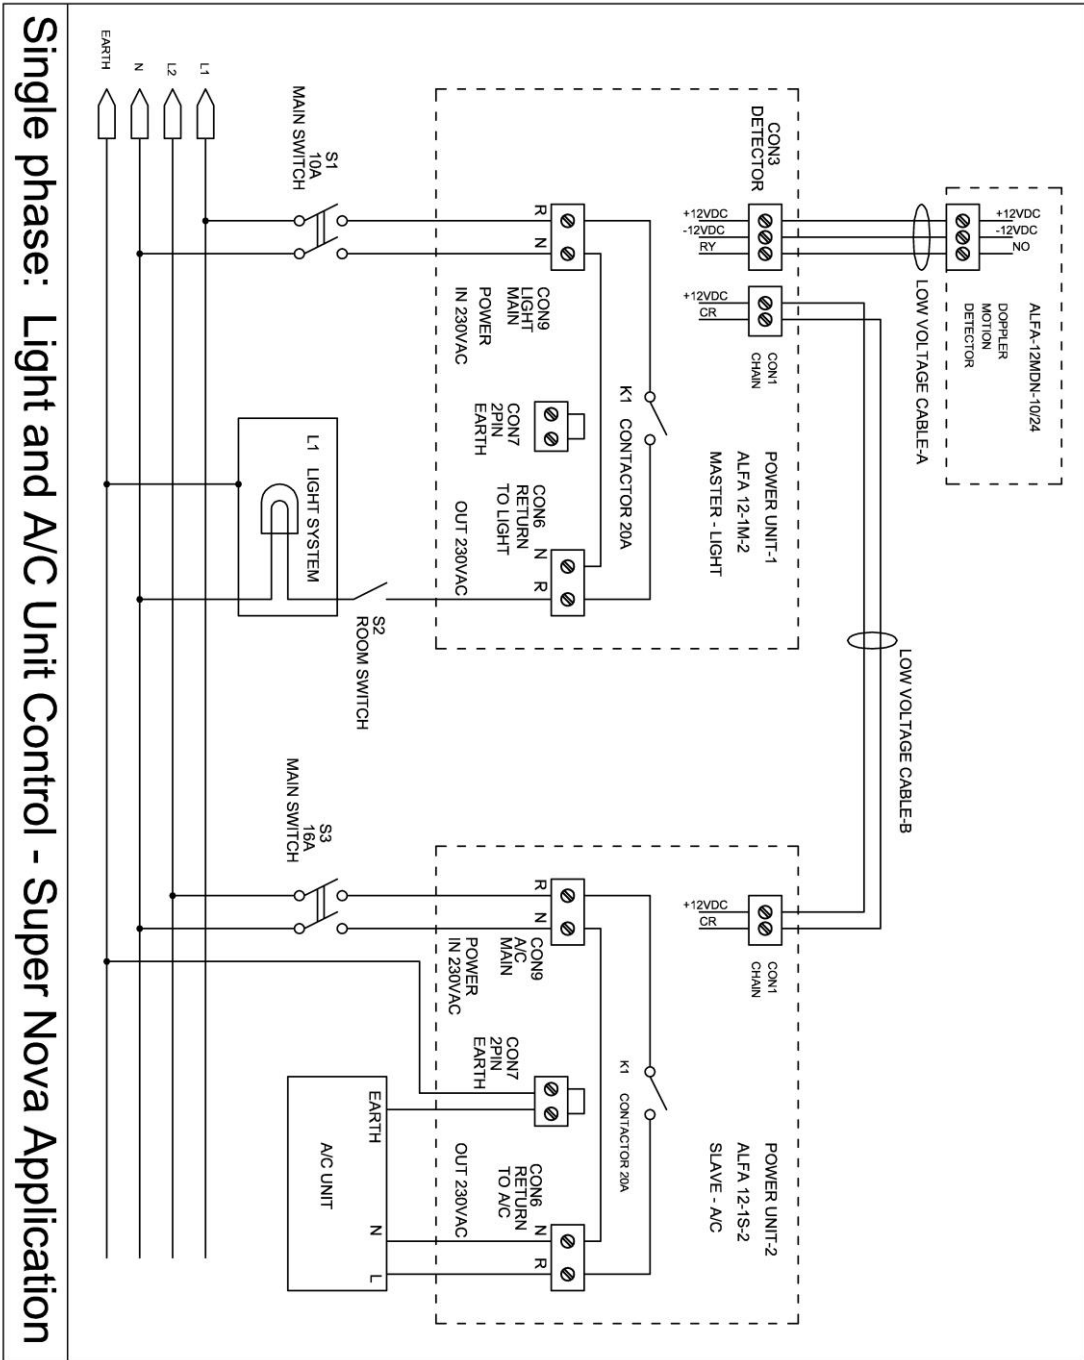 ALFA-12MDN-10/24
DOPPLER
MOTION
DETECTOR
+12VDC
-12VDC
NO
LOW VOLTAGE CABLE-A
LOW VOLTAGE CABLE-B
CON3
DETECTOR
+12VDC
-12VDC
RY
+12VDC
CR
CON1
CHAIN
POWER UNIT-1
ALFA 12-1M-2
MASTER - LIGHT
K1 CONTACTOR 20A
R
N
CON9
LIGHT
MAIN
POWER
IN 230VAC
CON7
2PIN
EARTH
CON6
RETURN
TO LIGHT
N
R
OUT 230VAC
+12VDC
CR
CON1
CHAIN
POWER UNIT-2
ALFA 12-1S-2
SLAVE - A/C
K1 CONTACTOR 20A
R
N
CON9
A/C
MAIN
POWER
IN 230VAC
CON7
2PIN
EARTH
CON6
RETURN
TO A/C
N
R
OUT 230VAC
S1
10A
MAIN SWITCH
L1 LIGHT SYSTEM
S2
ROOM SWITCH
S3
16A
MAIN SWITCH
EARTH
N
L
A/C UNIT
L1
L2
N
EARTH
Single phase: Light and A/C Unit Control - Super Nova Application